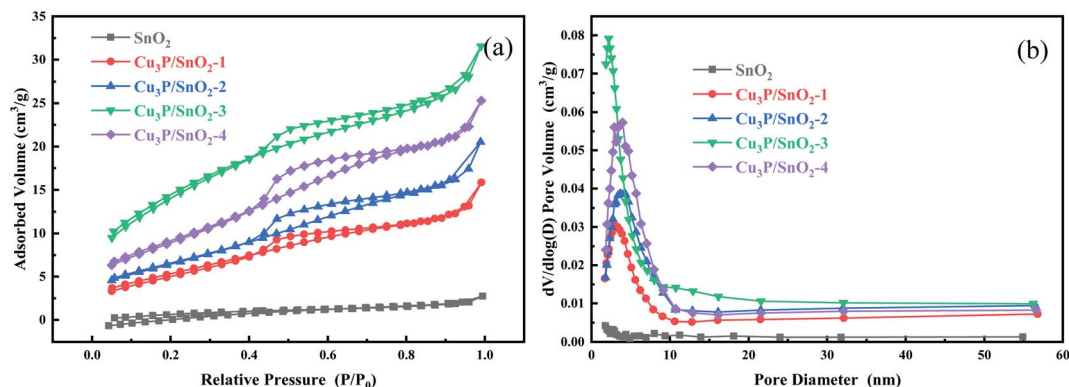 (a)
SnO₂
Cu₃P/SnO₂-1
Cu₃P/SnO₂-2
Cu₃P/SnO₂-3
Cu₃P/SnO₂-4
Adsorbed Volume (cm³/g)
35
30
25
20
15
10
5
0
0.0 0.2 0.4 0.6 0.8 1.0
Relative Pressure (P/P₀)
(b)
SnO₂
Cu₃P/SnO₂-1
Cu₃P/SnO₂-2
Cu₃P/SnO₂-3
Cu₃P/SnO₂-4
dV/dlog(D) Pore Volume (cm³/g)
0.08
0.07
0.06
0.05
0.04
0.03
0.02
0.01
0.00
0 10 20 30 40 50 60
Pore Diameter (nm)